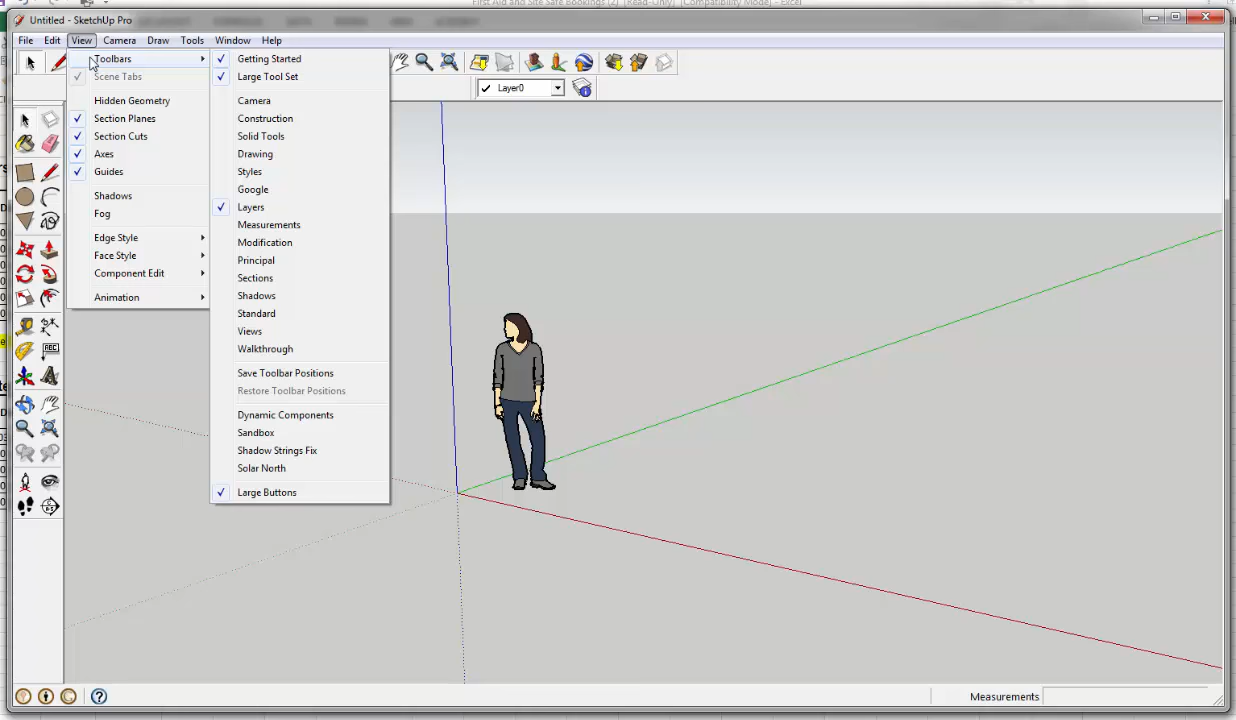 First Aid and Site Safe Bookings (2) [Read-Only] [Compatibility Mode] - Excel
Untitled - SketchUp Pro
File Edit View Camera Draw Tools Window Help
Toolbars
Scene Tabs
Hidden Geometry
Section Planes
Section Cuts
Axes
Guides
Shadows
Fog
Edge Style
Face Style
Component Edit
Animation
Getting Started
Large Tool Set
Camera
Construction
Solid Tools
Drawing
Styles
Google
Layers
Measurements
Modification
Principal
Sections
Shadows
Standard
Views
Walkthrough
Save Toolbar Positions
Restore Toolbar Positions
Dynamic Components
Sandbox
Shadow Strings Fix
Solar North
Large Buttons
Layer0
ABC
Measurements